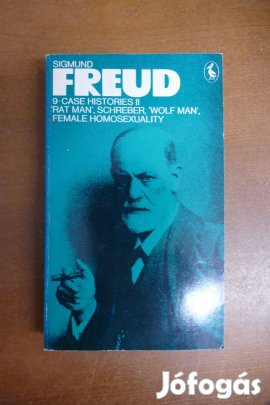 SIGMUND
FREUD
9·CASE HISTORIES II
'RAT MAN', SCHREBER, 'WOLF MAN',
FEMALE HOMOSEXUALITY
Jófogás